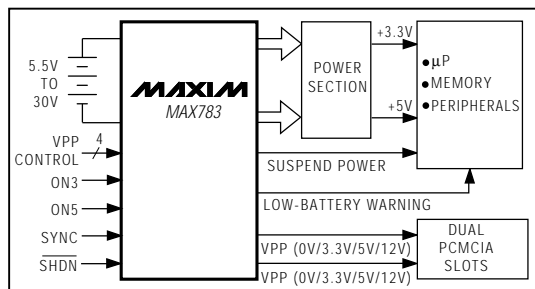 5.5V
TO
30V
VPP
CONTROL
4
ON3
ON5
SYNC
SHDN
MAXIM
MAX783
POWER
SECTION
+3.3V
+5V
•µP
•MEMORY
•PERIPHERALS
SUSPEND POWER
LOW-BATTERY WARNING
VPP (0V/3.3V/5V/12V)
VPP (0V/3.3V/5V/12V)
DUAL
PCMCIA
SLOTS